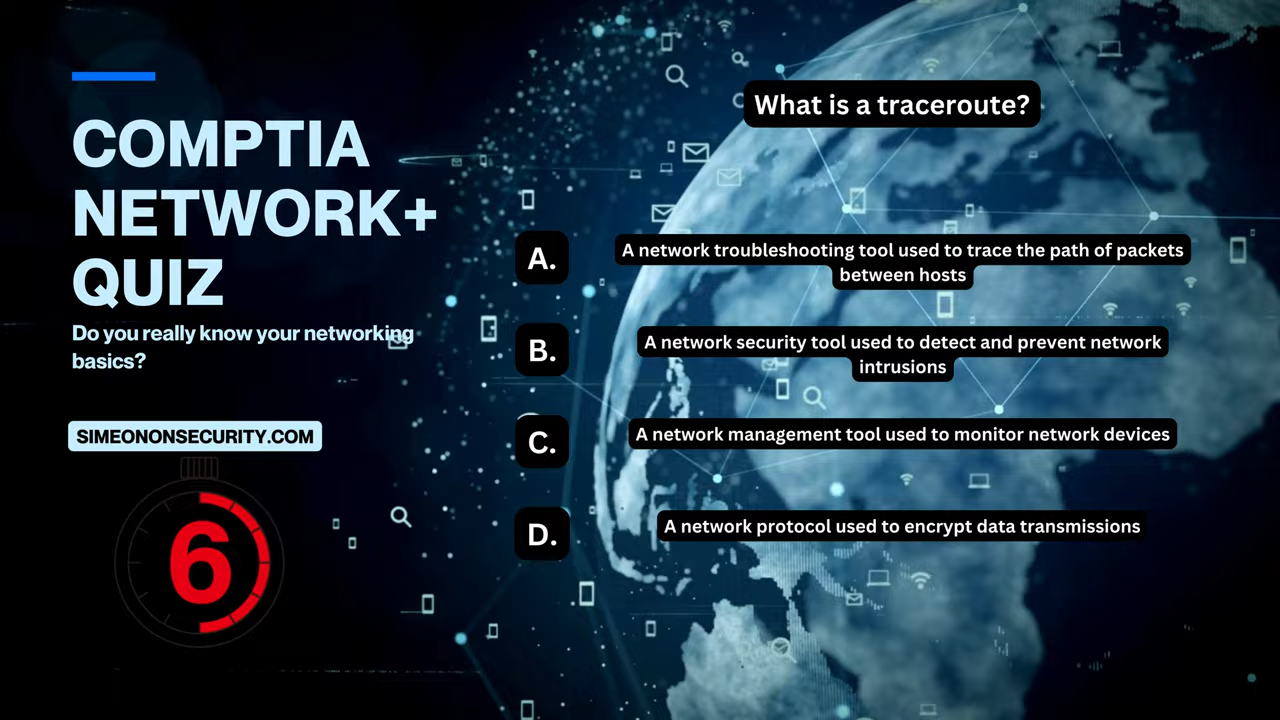 COMPTIA
NETWORK+
QUIZ
Do you really know your networking
basics?
SIMEONONSECURITY.COM
6
What is a traceroute?
A. A network troubleshooting tool used to trace the path of packets
between hosts
B. A network security tool used to detect and prevent network
intrusions
C. A network management tool used to monitor network devices
D. A network protocol used to encrypt data transmissions